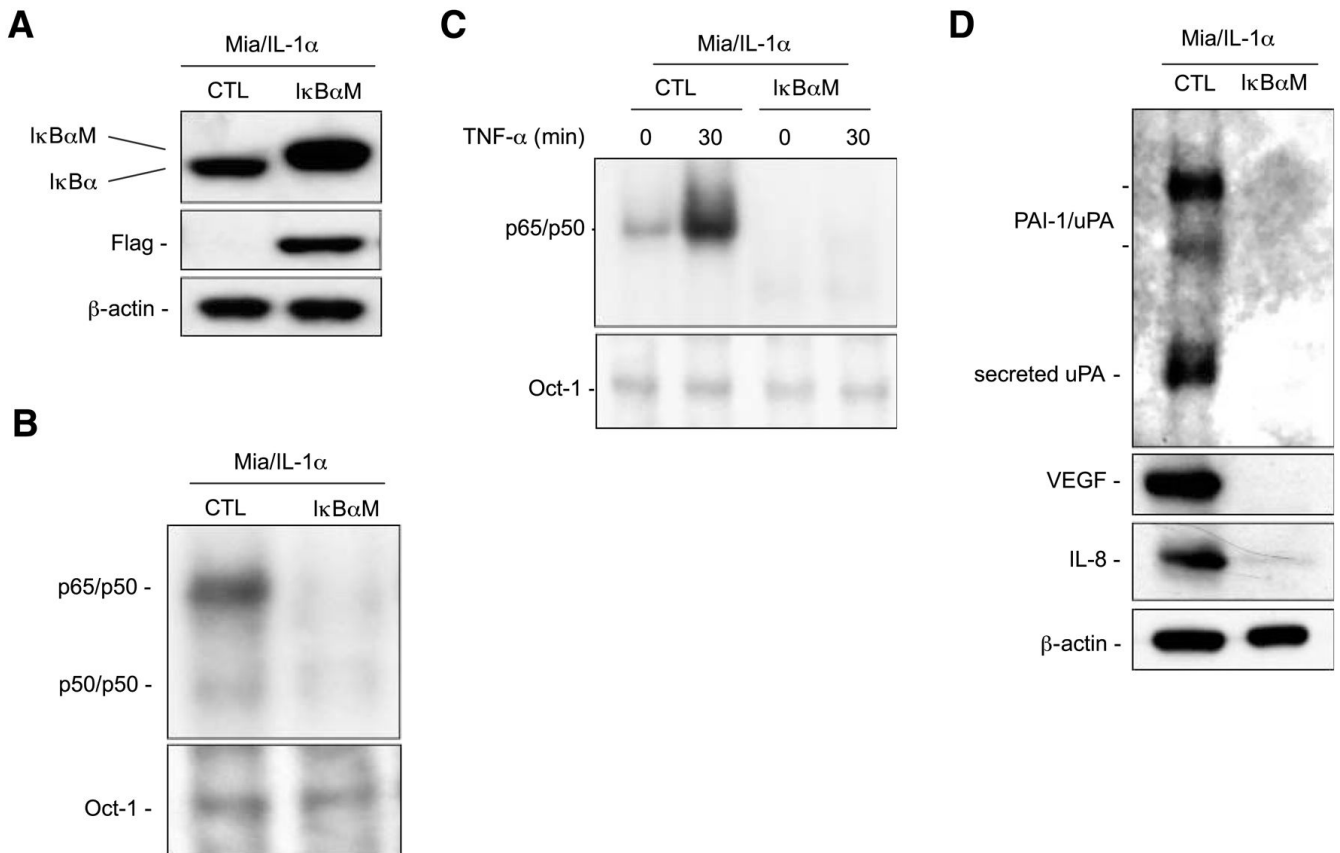 A
Mia/IL-1α
CTL IκBαM
IκBαM
IκBα
Flag -
β-actin -
B
Mia/IL-1α
CTL IκBαM
p65/p50 -
p50/p50 -
Oct-1 -
C
Mia/IL-1α
CTL IκBαM
TNF-α (min) 0 30 0 30
p65/p50 -
Oct-1 -
D
Mia/IL-1α
CTL IκBαM
-
PAI-1/uPA
-
secreted uPA -
VEGF -
IL-8 -
β-actin -